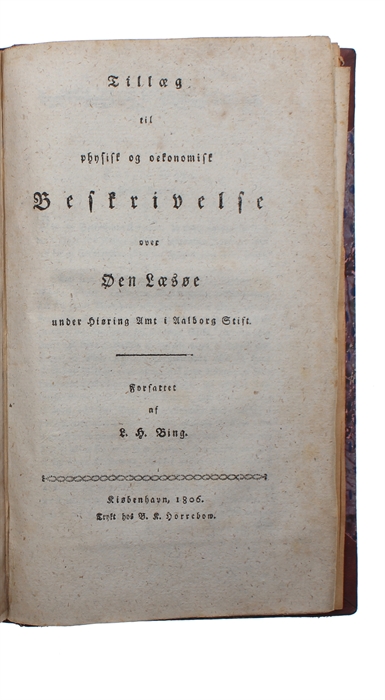 Tillæg
til
physisk og oekonomisk
Beskrivelse
over
Øen Læsøe
under Hiøring Amt i Aalborg Stift.
Forfattet
af
L. H. Bing.
Kiøbenhavn, 1806.
Trykt hos B. K. Horrebow.